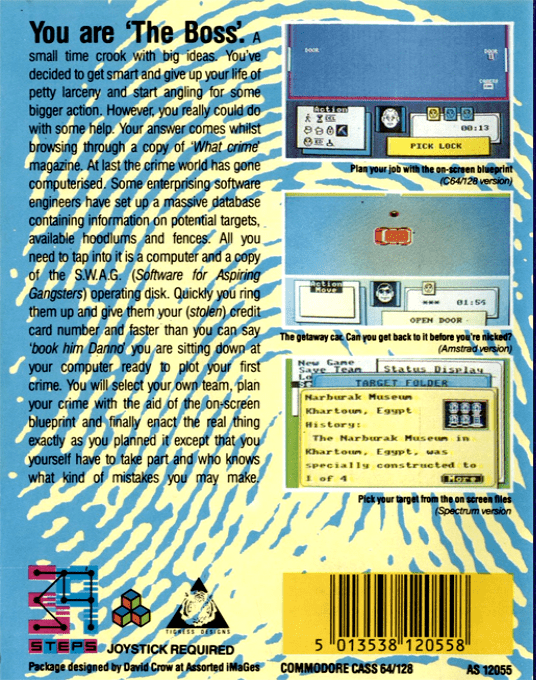 You are 'The Boss'. A
small time crook with big ideas. You've
decided to get smart and give up your life of
petty larceny and start angling for some
bigger action. However, you really could do
with some help. Your answer comes whilst
browsing through a copy of 'What crime'
magazine. At last the crime world has gone
computerised. Some enterprising software
engineers have set up a massive database
containing information on potential targets,
available hoodlums and fences. All you
need to tap into it is a computer and a copy
of the S.W.A.G. (Software for Aspiring
Gangsters) operating disk. Quickly you ring
them up and give them your (stolen) credit
card number and faster than you can say
'book him Danno' you are sitting down at
your computer ready to plot your first
crime. You will select your own team, plan
your crime with the aid of the on-screen
blueprint and finally enact the real thing
exactly as you planned it except that you
yourself have to take part and who knows
what kind of mistakes you may make.
DOOR
DOOR
CAMERA
Action
00:13
PICK LOCK
Plan your job with the on-screen blueprint
(C64/128 version)
Action
Move
01:54
OPEN DOOR
The getaway car. Can you get back to it before you're nicked?
(Amstrad version)
New Game
Save Team
Status Display
TARGET FOLDER
Narburak Museum
Khartoum, Egypt
History:
The Narburak Museum in
Khartoum, Egypt, was
specially constructed to
1 of 4
More
Pick your target from the on screen files
(Spectrum version
39
STEPS
TIGRESS DESIGNS
JOYSTICK REQUIRED
Package designed by David Crow at Assorted iMaGes
5 013538 120558
COMMODORE CASS 64/128
AS 12055